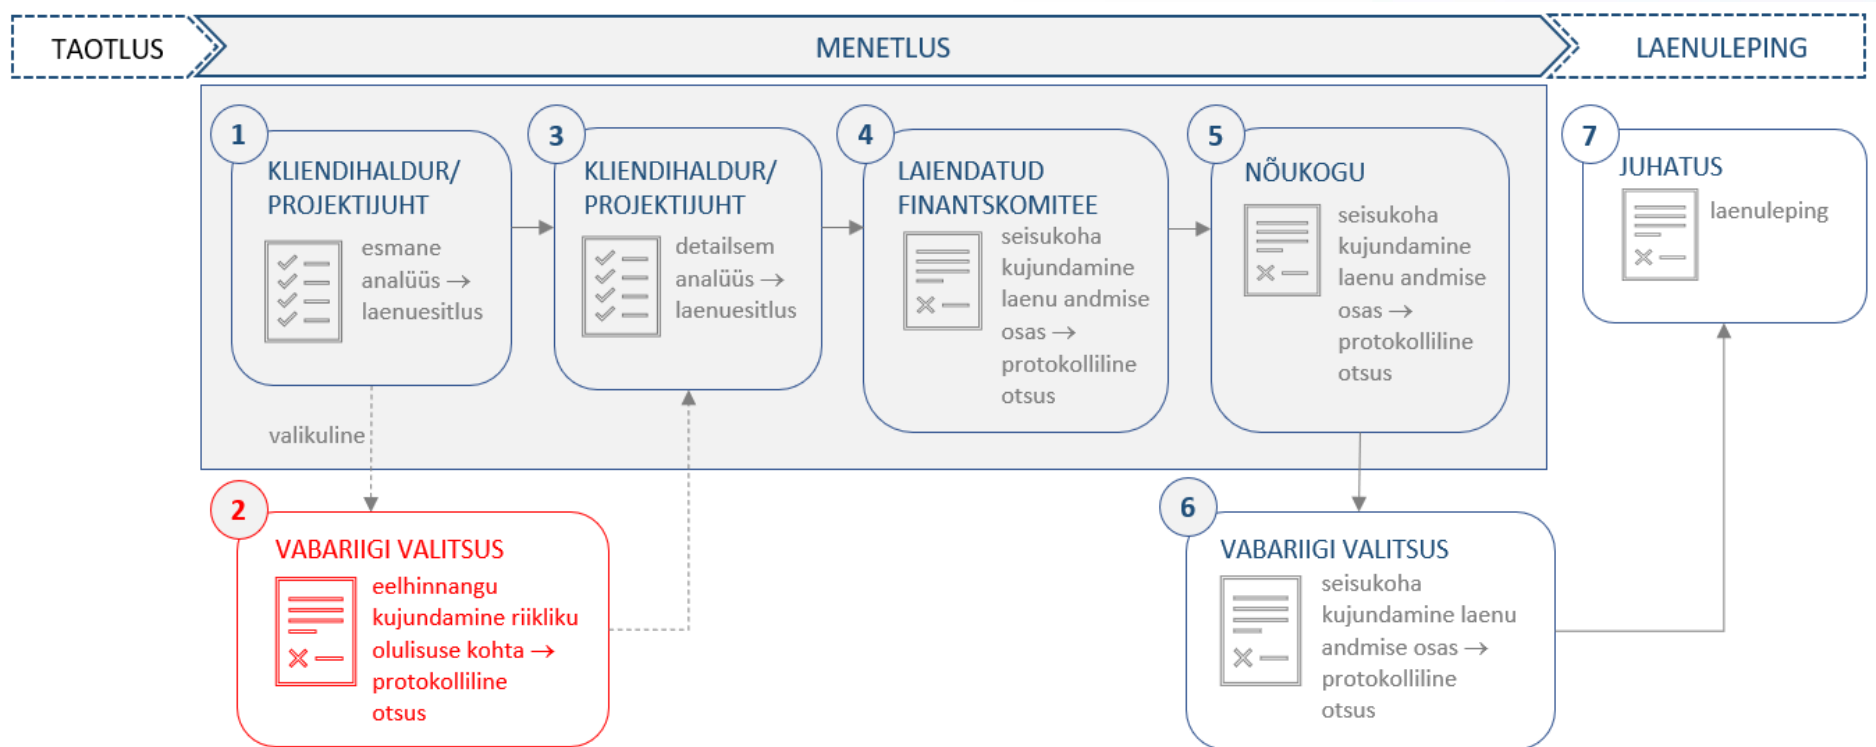 TAOTLUS
MENETLUS
LAENULEPING
1
KLIENDIHALDUR/
PROJEKTIJUHT
esmane
analüüs →
laenuesitlus
valikuline
2
VABARIIGI VALITSUS
eelhinnangu
kujundamine riikliku
olulisuse kohta →
protokolliline
otsus
3
KLIENDIHALDUR/
PROJEKTIJUHT
detailsem
analüüs →
laenuesitlus
4
LAIENDATUD
FINANTSKOMITEE
seisukoha
kujundamine
laenu andmise
osas →
protokolliline
otsus
5
NÕUKOGU
seisukoha
kujundamine
laenu andmise
osas →
protokolliline
otsus
6
VABARIIGI VALITSUS
seisukoha
kujundamine laenu
andmise osas →
protokolliline
otsus
7
JUHATUS
laenuleping